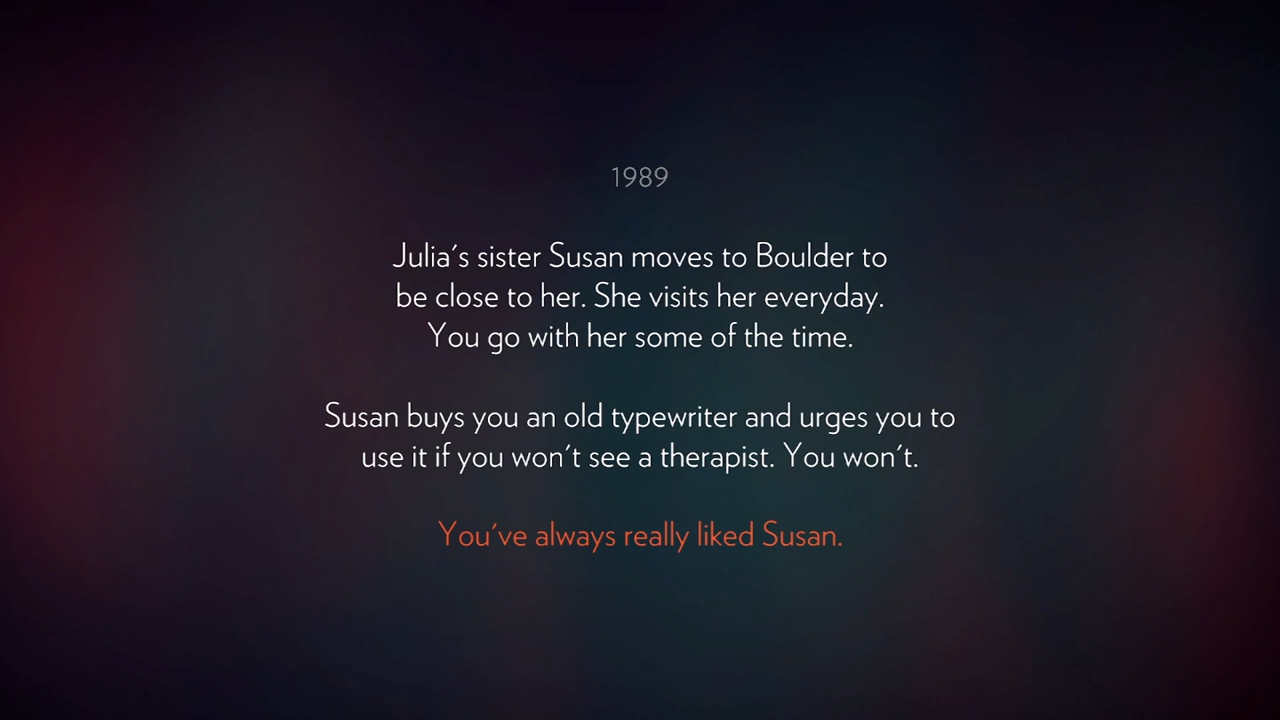 1989
Julia's sister Susan moves to Boulder to
be close to her. She visits her everyday.
You go with her some of the time.
Susan buys you an old typewriter and urges you to
use it if you won't see a therapist. You won't.
You've always really liked Susan.